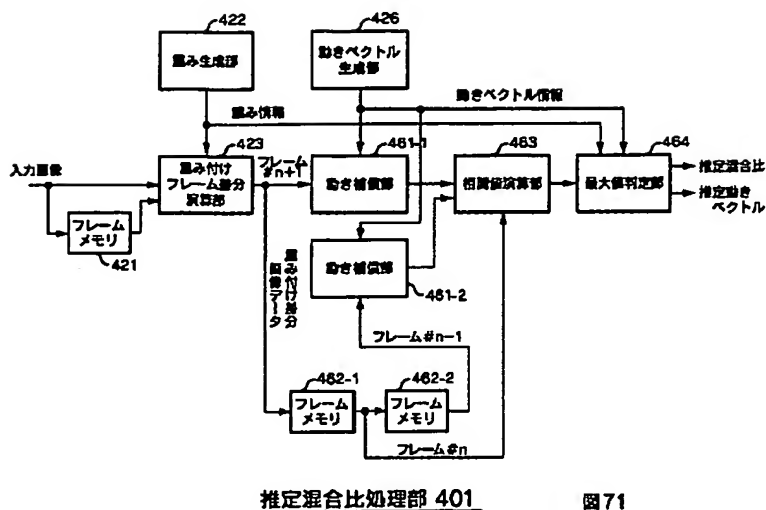 422
重み生成部
426
動きベクトル
生成部
重み情報
動きベクトル情報
入力画像
423
重み付け
フレーム差分
演算部
フレーム
#n+1
461-1
動き補償部
463
相関値演算部
464
最大値判定部
推定混合比
推定動き
ベクトル
フレーム
メモリ
421
重み付け差分
画像データ
動き補償部
461-2
フレーム#n-1
462-1
フレーム
メモリ
462-2
フレーム
メモリ
フレーム#n
推定混合比処理部 401
図71